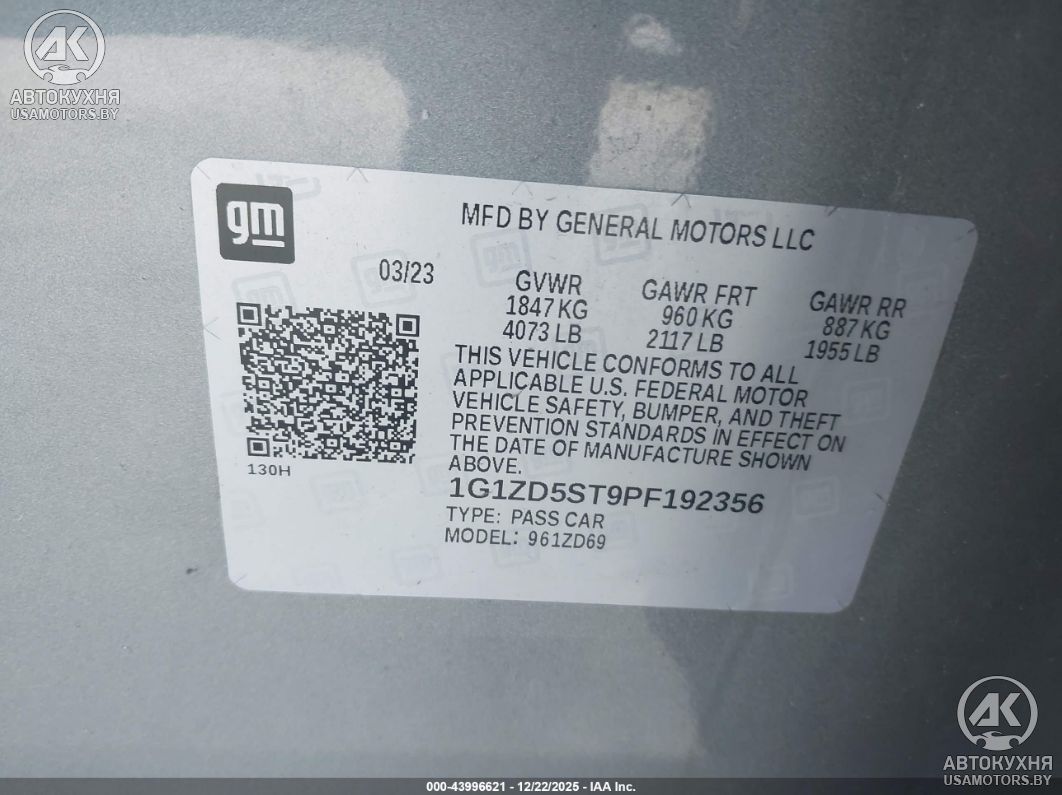 AK
АВТОКУХНЯ
USAMOTORS.BY
gm
MFD BY GENERAL MOTORS LLC
03/23
GVWR GAWR FRT GAWR RR
1847 KG 960 KG 887 KG
4073 LB 2117 LB 1955 LB
THIS VEHICLE CONFORMS TO ALL
APPLICABLE U.S. FEDERAL MOTOR
VEHICLE SAFETY, BUMPER, AND THEFT
PREVENTION STANDARDS IN EFFECT ON
THE DATE OF MANUFACTURE SHOWN
ABOVE.
130H
1G1ZD5ST9PF192356
TYPE: PASS CAR
MODEL: 961ZD69
AK
АВТОКУХНЯ
USAMOTORS.BY
000-43996621 - 12/22/2025 - IAA Inc.